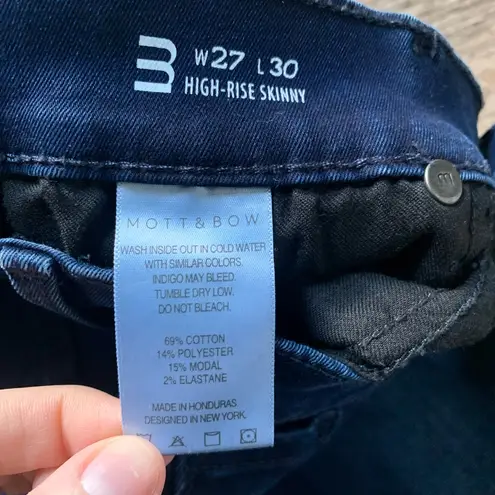 W27 L30
HIGH-RISE SKINNY
MOTT & BOW
WASH INSIDE OUT IN COLD WATER
WITH SIMILAR COLORS.
INDIGO MAY BLEED.
TUMBLE DRY LOW.
DO NOT BLEACH.
69% COTTON
14% POLYESTER
15% MODAL
2% ELASTANE
MADE IN HONDURAS
DESIGNED IN NEW YORK.